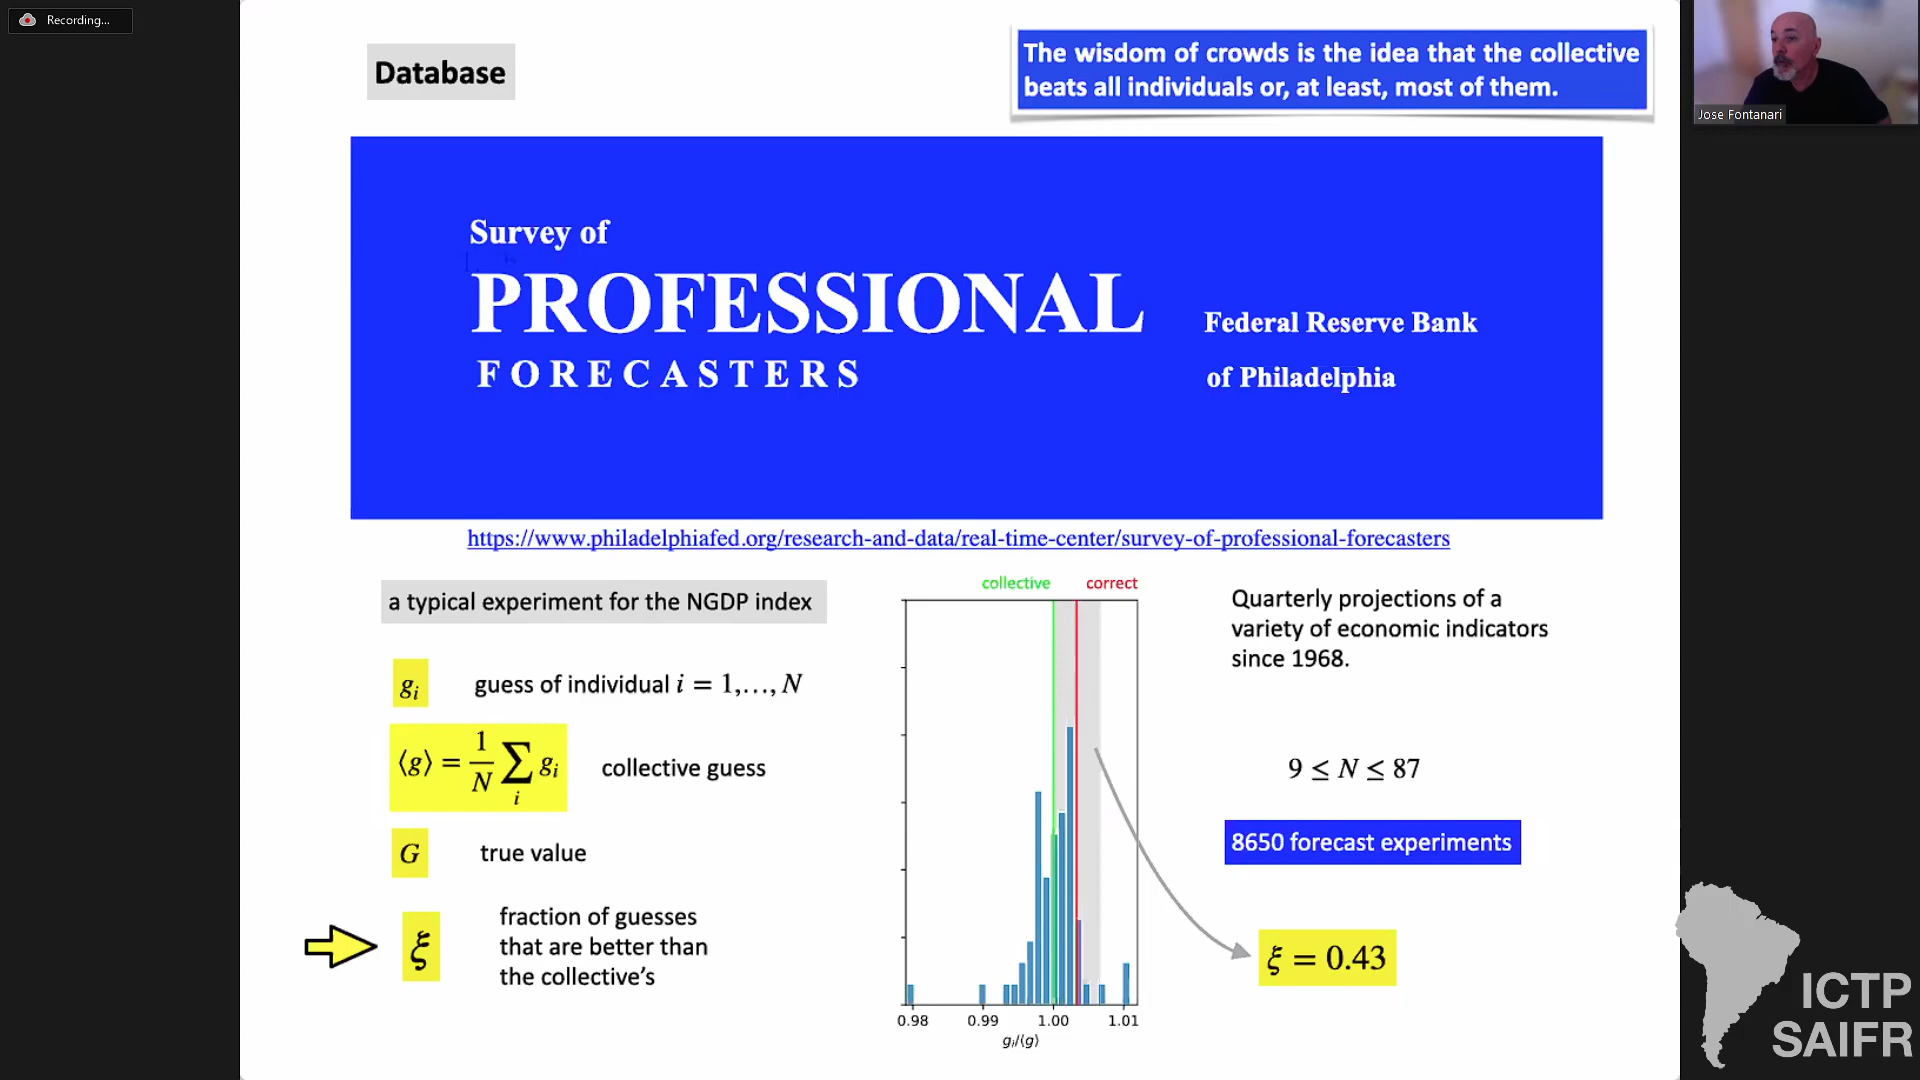 Recording...
Database
The wisdom of crowds is the idea that the collective
beats all individuals or, at least, most of them.
Jose Fontanari
Survey of
PROFESSIONAL
FORECASTERS
Federal Reserve Bank
of Philadelphia
https://www.philadelphiafed.org/research-and-data/real-time-center/survey-of-professional-forecasters
a typical experiment for the NGDP index
g_i guess of individual i = 1,…, N
⟨g⟩ = 1/N ∑_i g_i collective guess
G true value
ξ fraction of guesses
that are better than
the collective’s
collective correct
0.98 0.99 1.00 1.01
g_i/⟨g⟩
Quarterly projections of a
variety of economic indicators
since 1968.
9 ≤ N ≤ 87
8650 forecast experiments
ξ = 0.43
ICTP
SAIFR